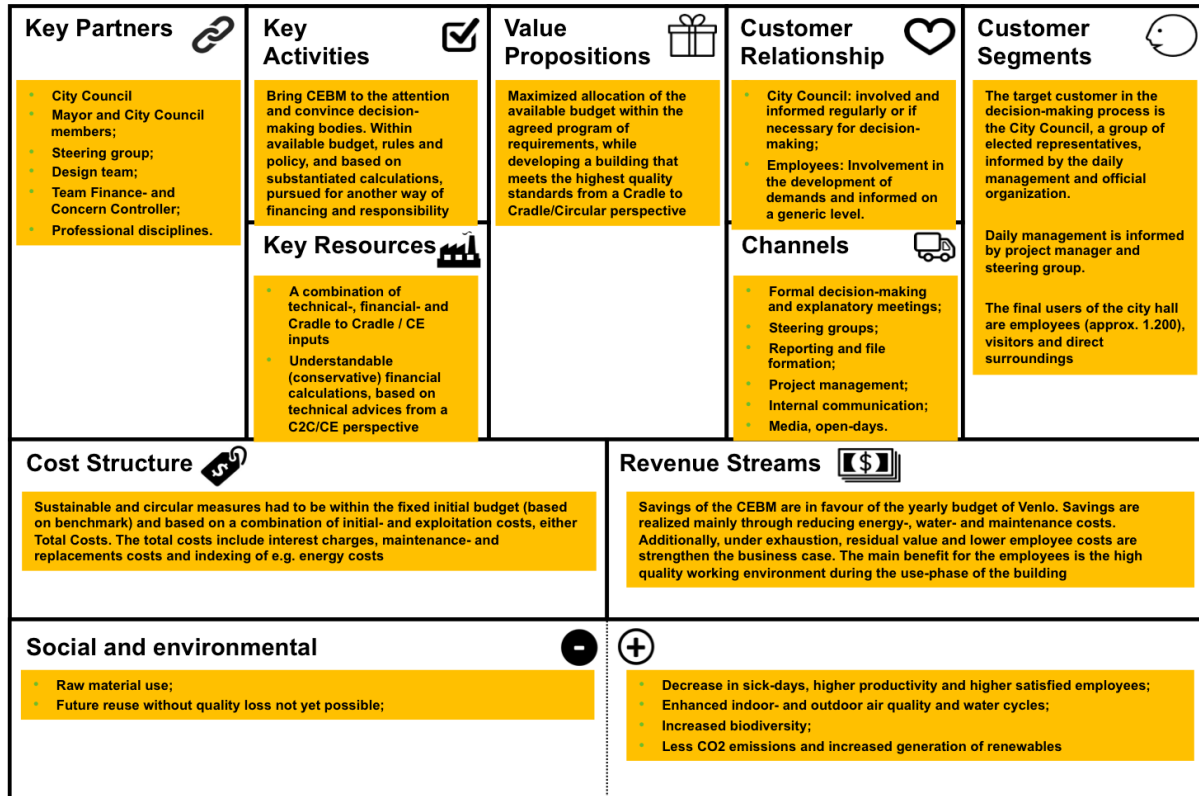 Key Partners
City Council
Mayor and City Council
members;
Steering group;
Design team;
Team Finance- and
Concern Controller;
Professional disciplines.
Key
Activities
Bring CEBM to the attention
and convince decision-
making bodies. Within
available budget, rules and
policy, and based on
substantiated calculations,
pursued for another way of
financing and responsibility
Key Resources
A combination of
technical-, financial- and
Cradle to Cradle / CE
inputs
Understandable
(conservative) financial
calculations, based on
technical advices from a
C2C/CE perspective
Value
Propositions
Maximized allocation of the
available budget within the
agreed program of
requirements, while
developing a building that
meets the highest quality
standards from a Cradle to
Cradle/Circular perspective
Customer
Relationship
City Council: involved and
informed regularly or if
necessary for decision-
making;
Employees: Involvement in
the development of
demands and informed on
a generic level.
Channels
Formal decision-making
and explanatory meetings;
Steering groups;
Reporting and file
formation;
Project management;
Internal communication;
Media, open-days.
Customer
Segments
The target customer in the
decision-making process is
the City Council, a group of
elected representatives,
informed by the daily
management and official
organization.
Daily management is informed
by project manager and
steering group.
The final users of the city hall
are employees (approx. 1.200),
visitors and direct
surroundings
Cost Structure
$
Sustainable and circular measures had to be within the fixed initial budget (based
on benchmark) and based on a combination of initial- and exploitation costs, either
Total Costs. The total costs include interest charges, maintenance- and
replacements costs and indexing of e.g. energy costs
Revenue Streams
$
Savings of the CEBM are in favour of the yearly budget of Venlo. Savings are
realized mainly through reducing energy-, water- and maintenance costs.
Additionally, under exhaustion, residual value and lower employee costs are
strengthen the business case. The main benefit for the employees is the high
quality working environment during the use-phase of the building
Social and environmental
-
Raw material use;
Future reuse without quality loss not yet possible;
+
Decrease in sick-days, higher productivity and higher satisfied employees;
Enhanced indoor- and outdoor air quality and water cycles;
Increased biodiversity;
Less CO2 emissions and increased generation of renewables